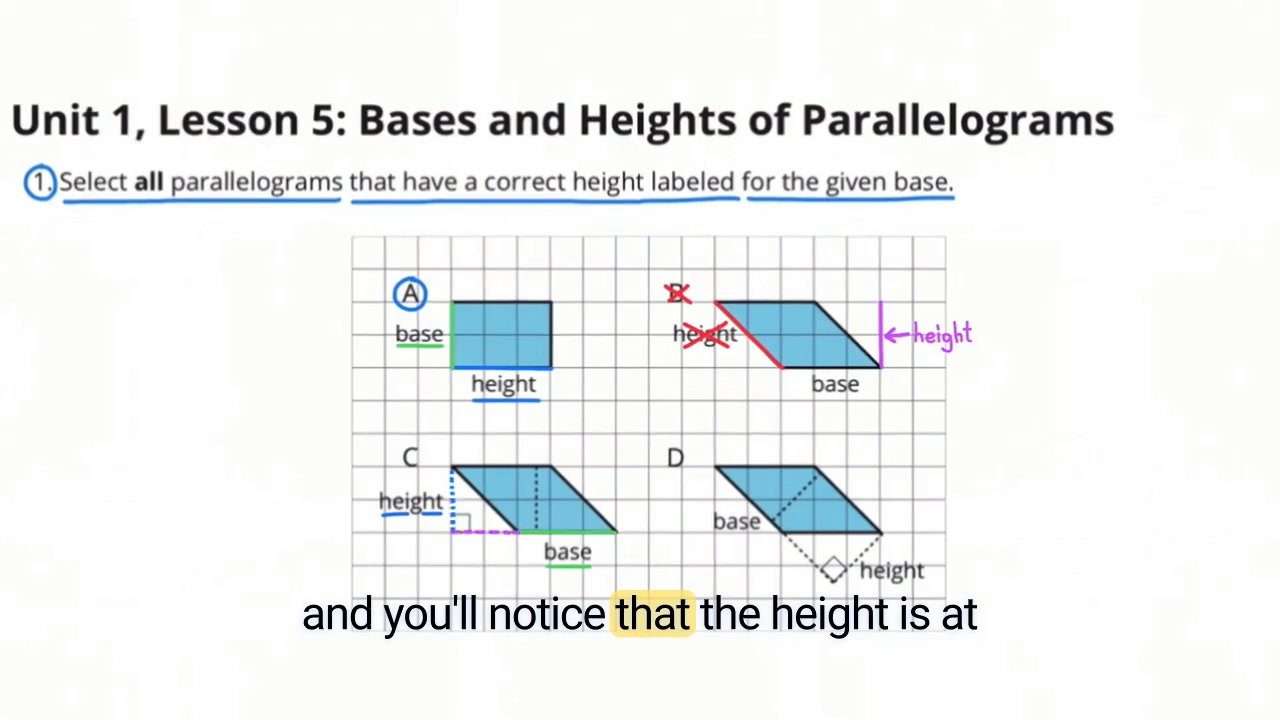 Unit 1, Lesson 5: Bases and Heights of Parallelograms
1. Select all parallelograms that have a correct height labeled for the given base.
A
B
base
height
height
height
base
C
D
height
base
base
height
and you'll notice that the height is at